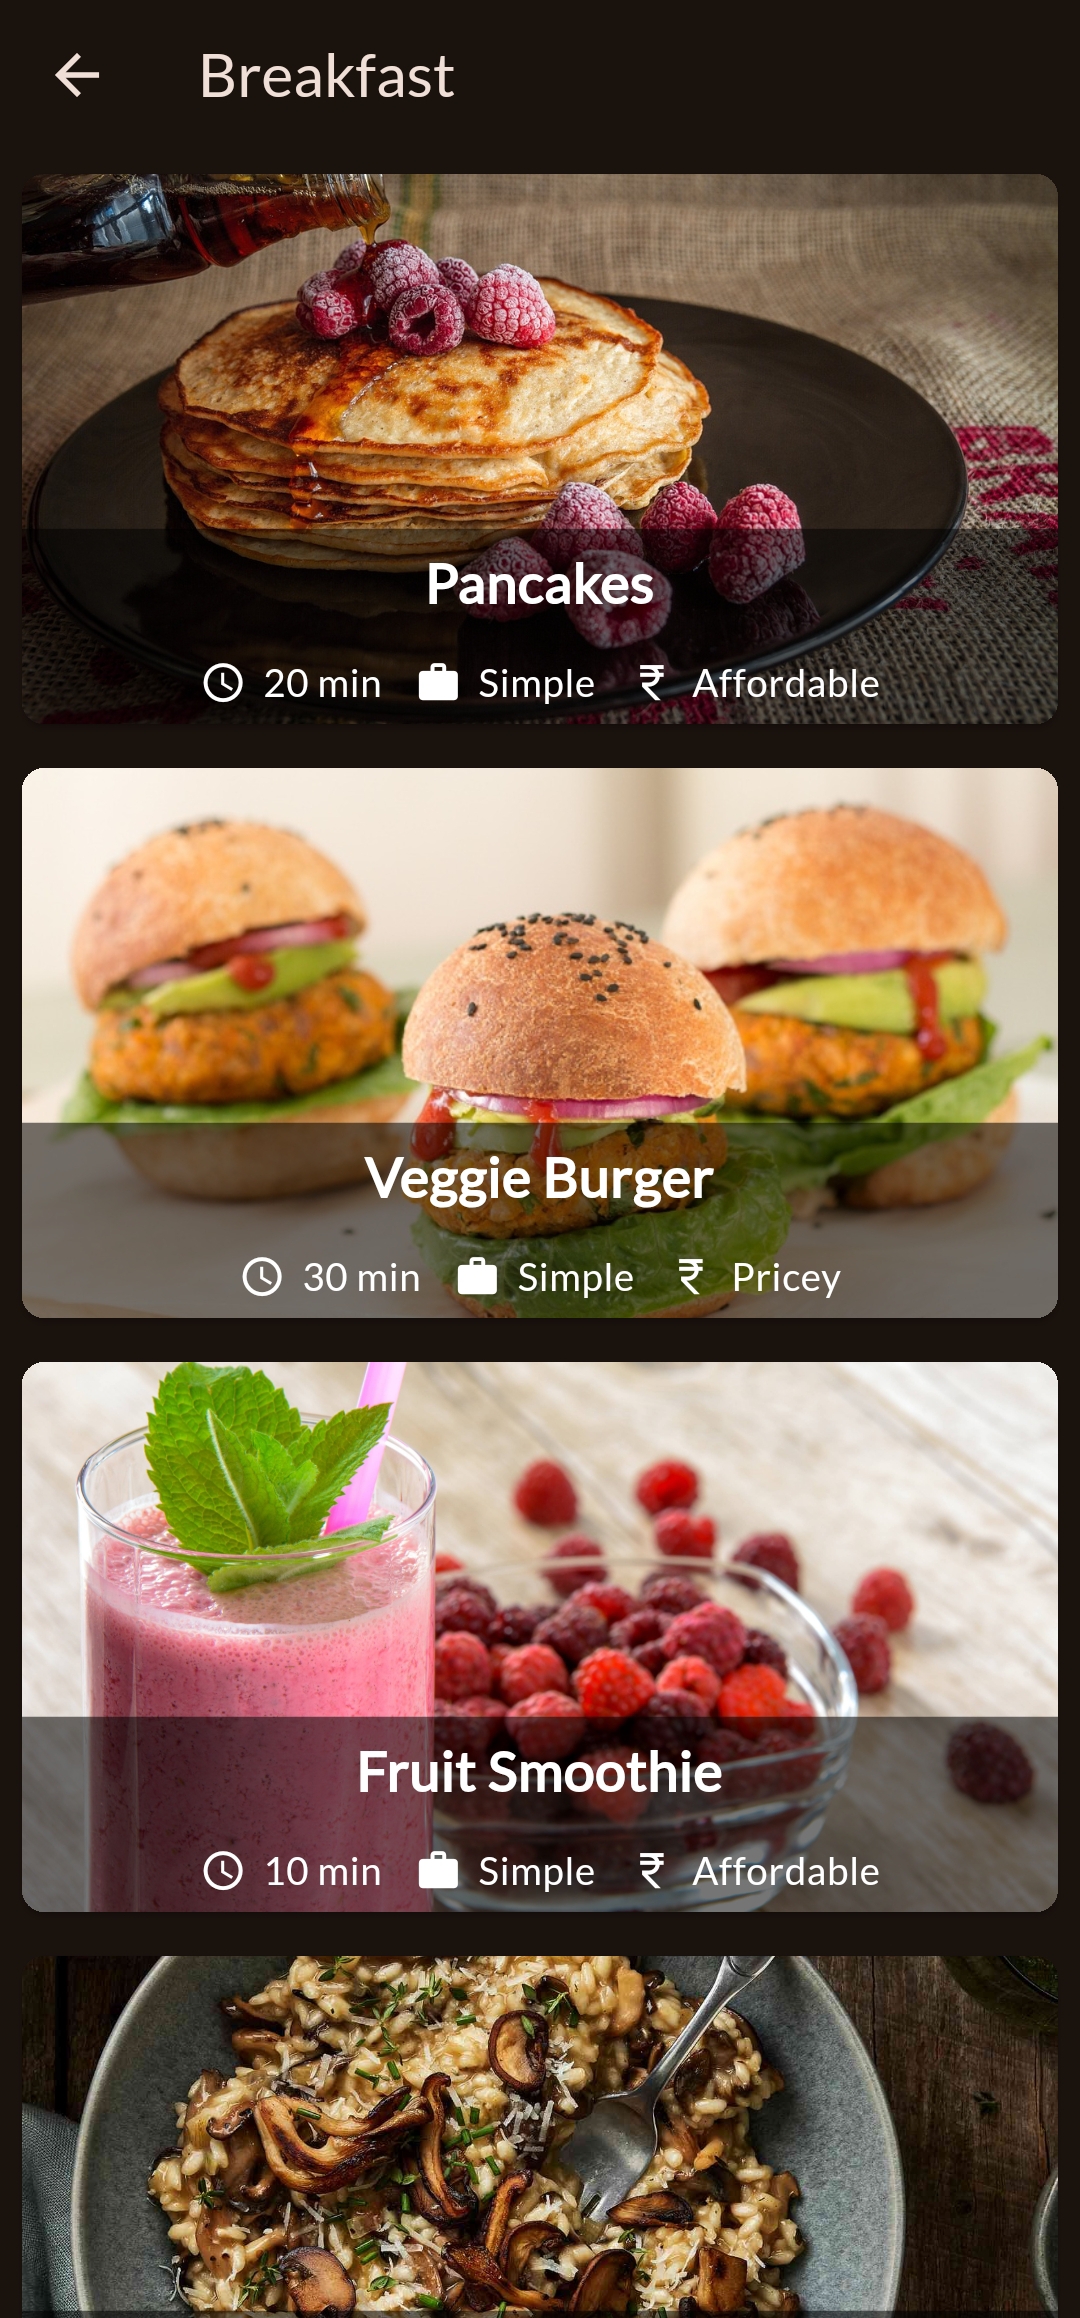 Breakfast
Pancakes
20 min Simple ₹ Affordable
Veggie Burger
30 min Simple ₹ Pricey
Fruit Smoothie
10 min Simple ₹ Affordable